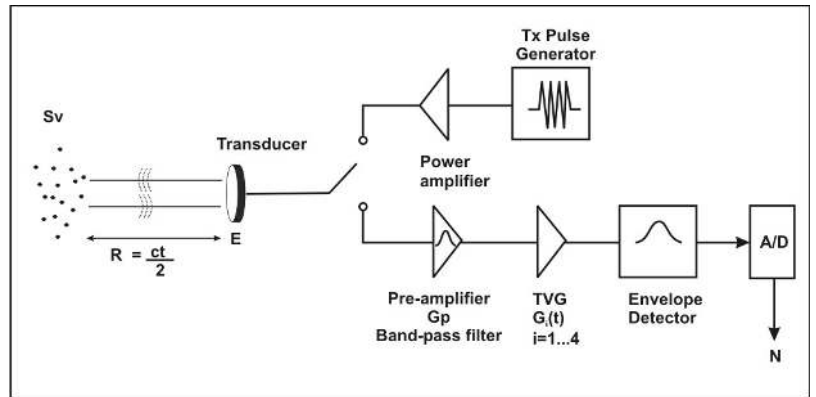 Tx Pulse
Generator
Sv
Transducer
Power
amplifier
E
R = ct
2
A/D
Pre-amplifier
Gp
Band-pass filter
TVG
Gᵢ(t)
i=1...4
Envelope
Detector
N